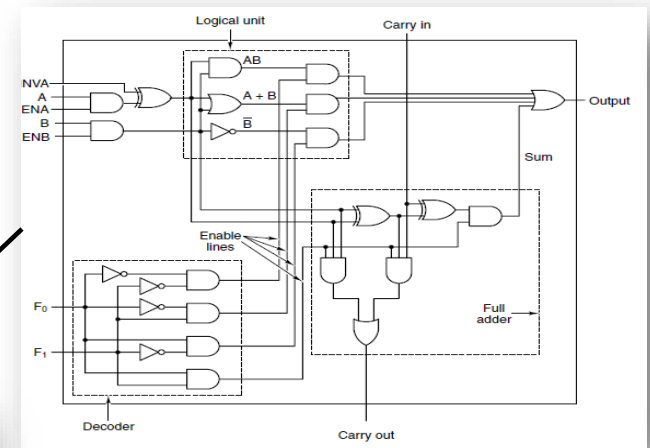 Logical unit
Carry in
NVA
A
ENA
B
ENB
AB
A + B
B̅
Output
Sum
Enable
lines
F₀
F₁
Full
adder
Decoder
Carry out